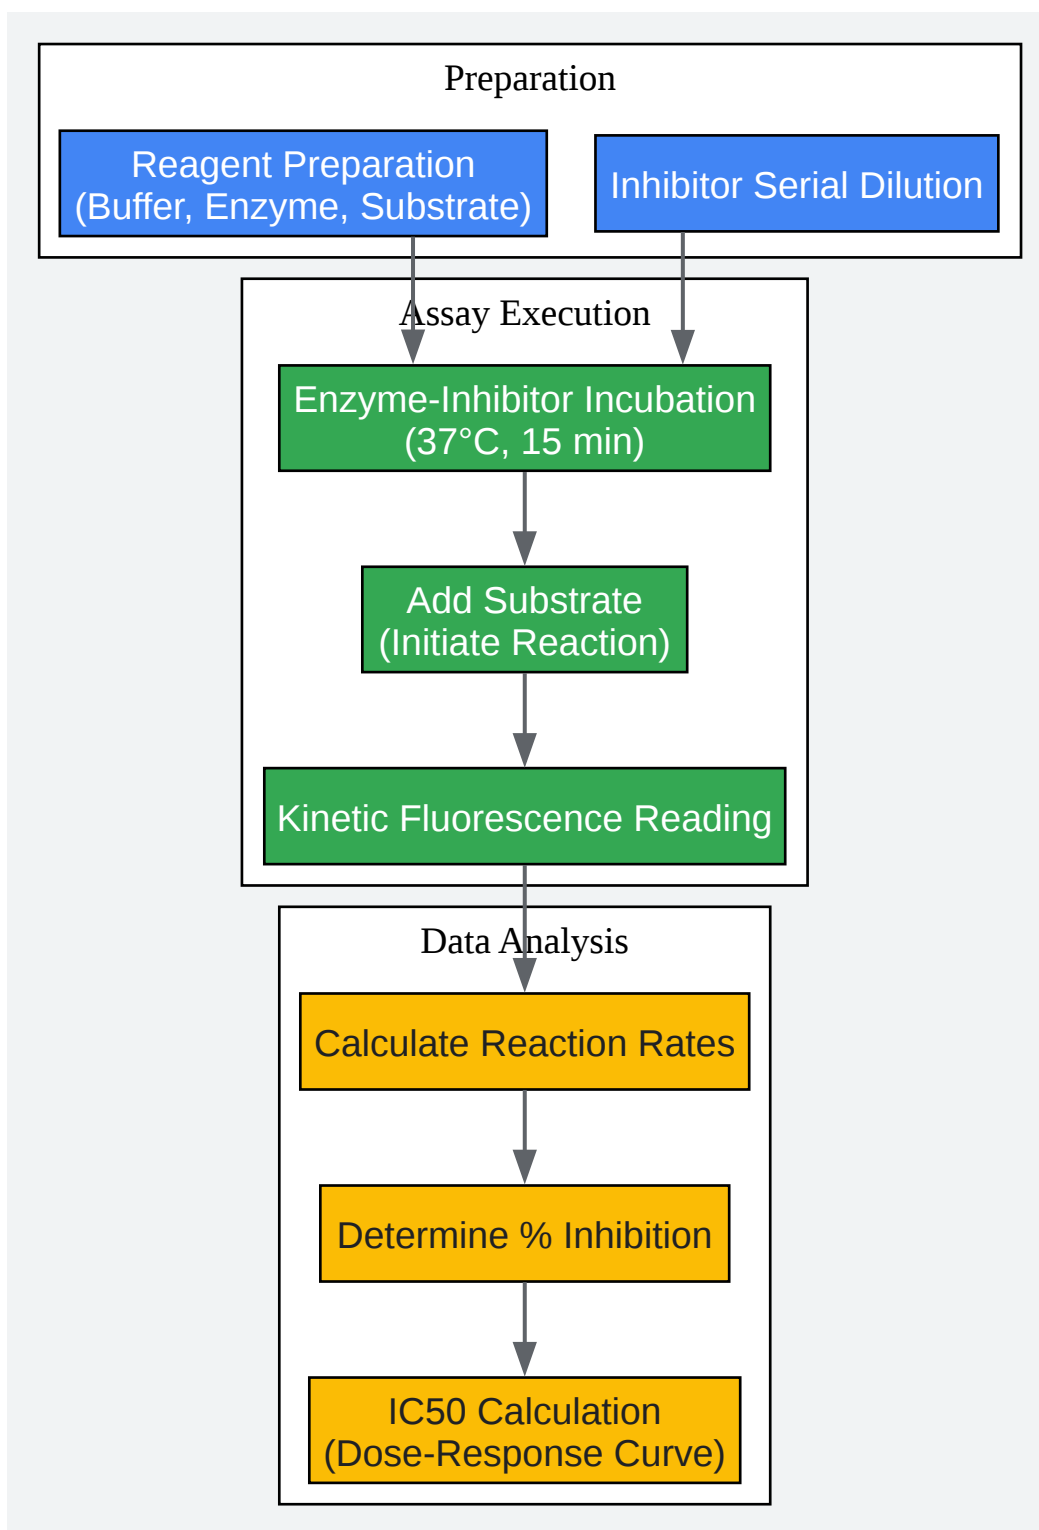 Preparation
Reagent Preparation
(Buffer, Enzyme, Substrate)
Inhibitor Serial Dilution
Assay Execution
Enzyme-Inhibitor Incubation
(37°C, 15 min)
Add Substrate
(Initiate Reaction)
Kinetic Fluorescence Reading
Data Analysis
Calculate Reaction Rates
Determine % Inhibition
IC50 Calculation
(Dose-Response Curve)